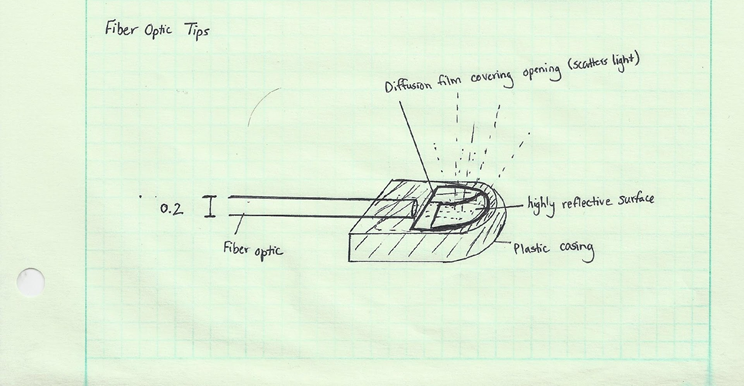 Fiber Optic Tips
Diffusion film covering opening (scatters light)
0.2
highly reflective surface
Fiber optic
Plastic casing